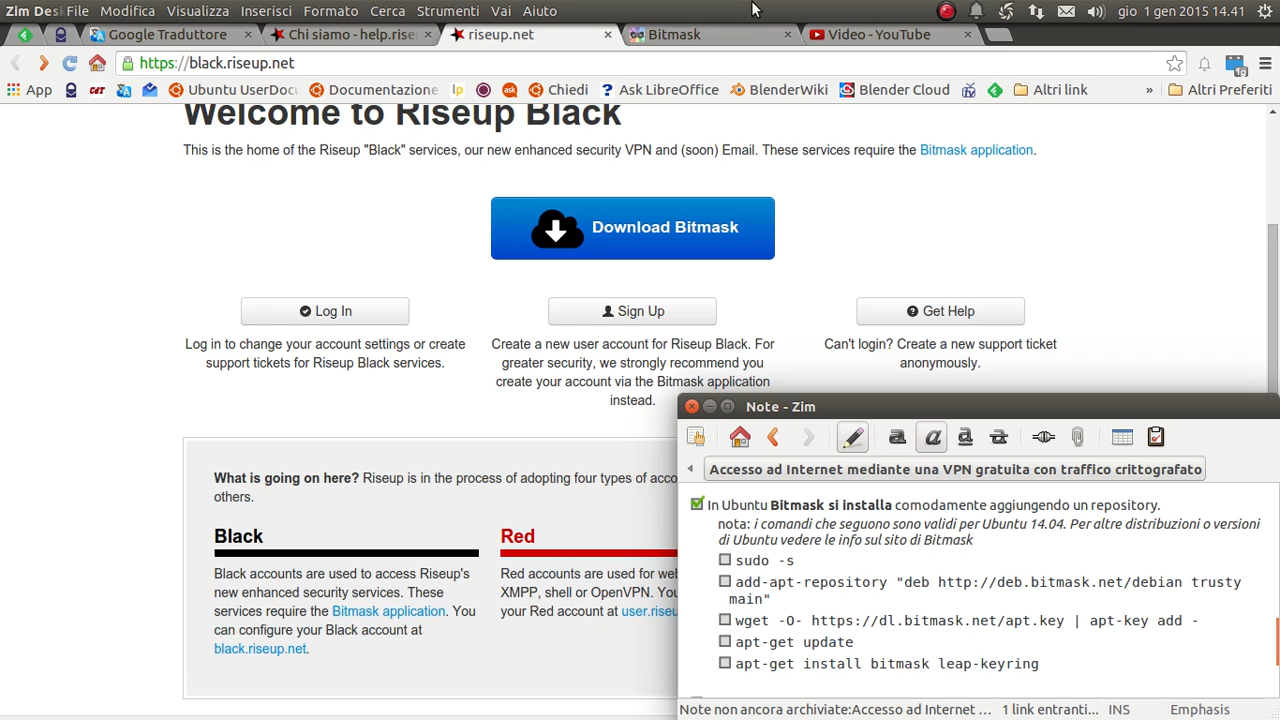 Zim Des File Modifica Visualizza Inserisci Formato Cerca Strumenti Vai Aiuto gio 1 gen 2015 14.41
Google Traduttore × Chi siamo - help.rise × riseup.net × Bitmask × Video - YouTube ×
https://black.riseup.net
App CØT Ubuntu UserDocu Documentazione lp ask Chiedi ? Ask LibreOffice BlenderWiki Blender Cloud Altri link » Altri Preferiti
Welcome to Riseup Black
This is the home of the Riseup "Black" services, our new enhanced security VPN and (soon) Email. These services require the Bitmask application.
Download Bitmask
Log In Sign Up Get Help
Log in to change your account settings or create
support tickets for Riseup Black services.
Create a new user account for Riseup Black. For
greater security, we strongly recommend you
create your account via the Bitmask application
instead.
Can't login? Create a new support ticket
anonymously.
What is going on here? Riseup is in the process of adopting four types of acco
others.
Black
Black accounts are used to access Riseup's
new enhanced security services. These
services require the Bitmask application. You
can configure your Black account at
black.riseup.net.
Red
Red accounts are used for web
XMPP, shell or OpenVPN. You
your Red account at user.riseu
Note - Zim
Accesso ad Internet mediante una VPN gratuita con traffico crittografato
In Ubuntu Bitmask si installa comodamente aggiungendo un repository.
nota: i comandi che seguono sono validi per Ubuntu 14.04. Per altre distribuzioni o versioni
di Ubuntu vedere le info sul sito di Bitmask
sudo -s
add-apt-repository "deb http://deb.bitmask.net/debian trusty
main"
wget -O- https://dl.bitmask.net/apt.key | apt-key add -
apt-get update
apt-get install bitmask leap-keyring
Note non ancora archiviate:Accesso ad Internet ... 1 link entranti... INS Emphasis